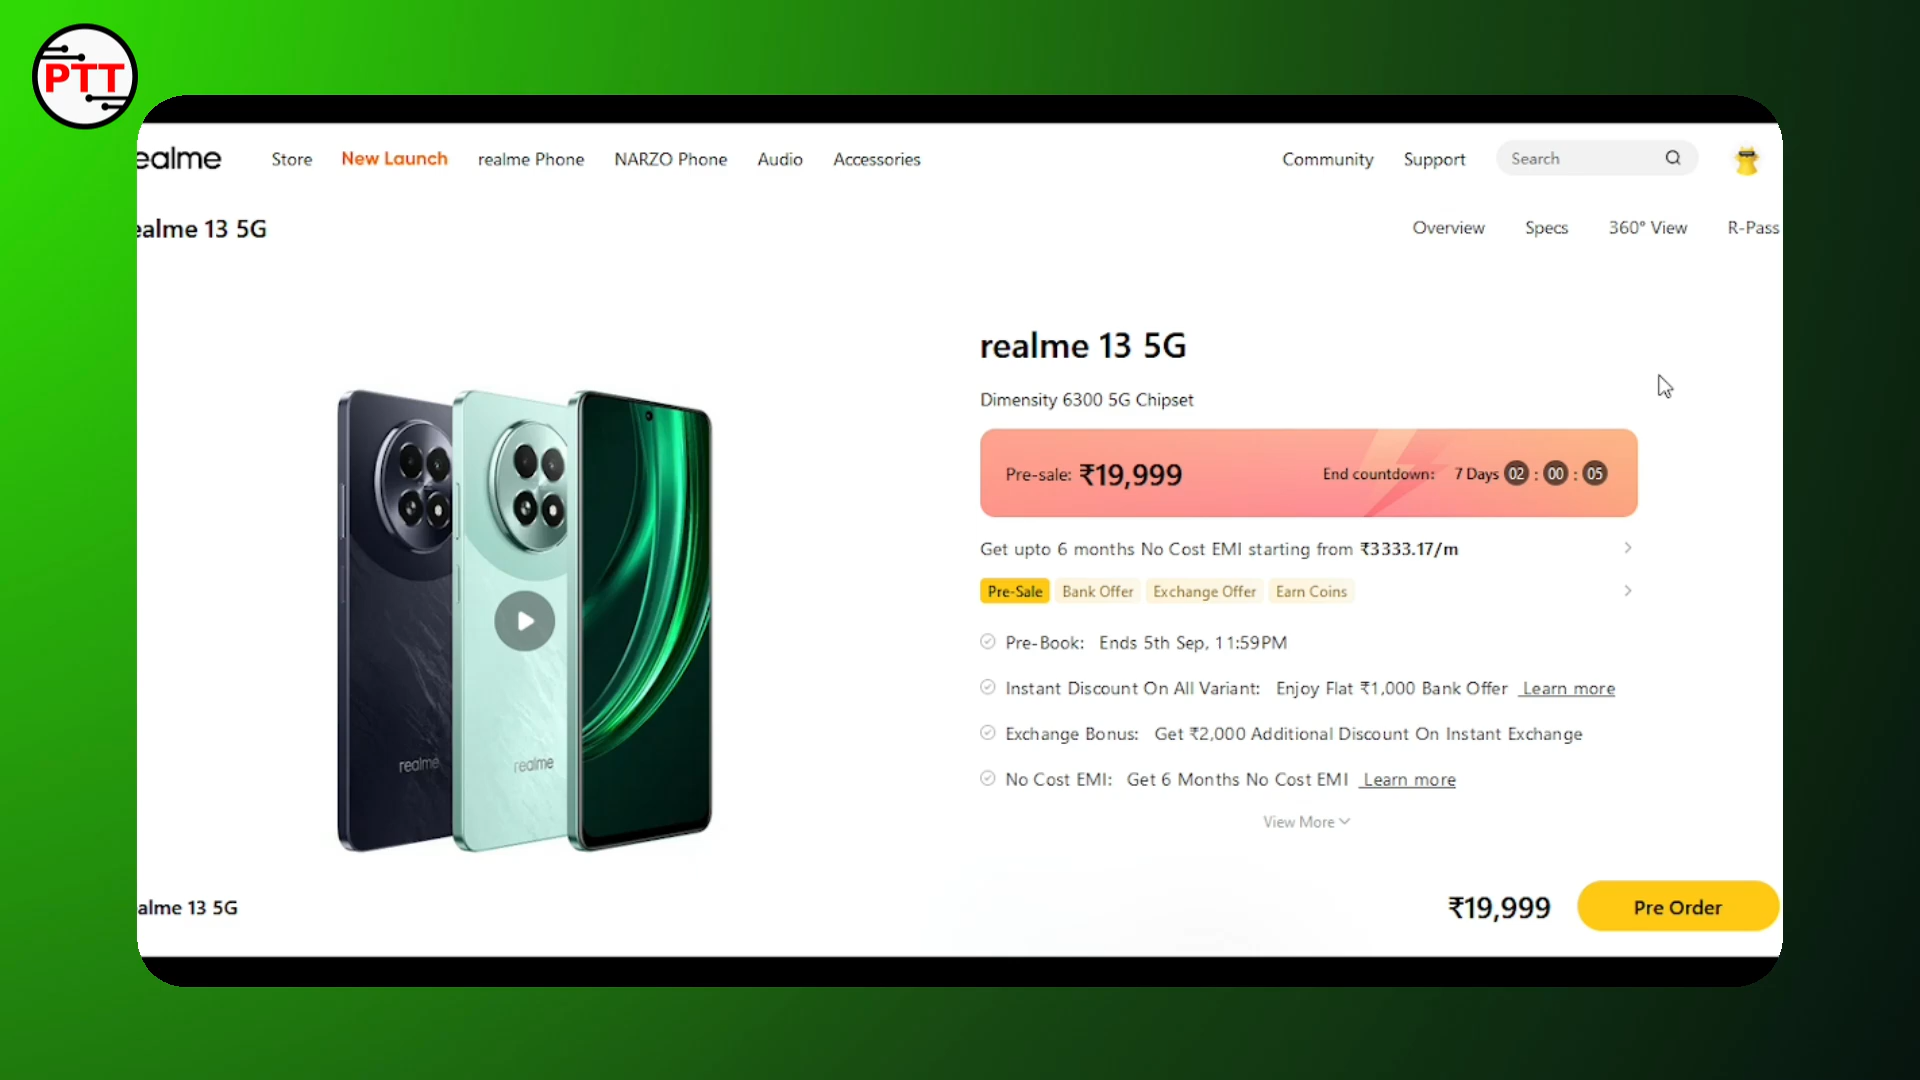 PTT
ealme
Store
New Launch
realme Phone
NARZO Phone
Audio
Accessories
Community
Support
Search
ealme 13 5G
Overview
Specs
360° View
R-Pass
realme 13 5G
Dimensity 6300 5G Chipset
Pre-sale: ₹19,999
End countdown: 7 Days 02 : 00 : 05
Get upto 6 months No Cost EMI starting from ₹3333.17/m
Pre-Sale
Bank Offer
Exchange Offer
Earn Coins
Pre-Book: Ends 5th Sep, 11:59PM
Instant Discount On All Variant: Enjoy Flat ₹1,000 Bank Offer Learn more
Exchange Bonus: Get ₹2,000 Additional Discount On Instant Exchange
No Cost EMI: Get 6 Months No Cost EMI Learn more
View More
realme
realme
alme 13 5G
₹19,999
Pre Order